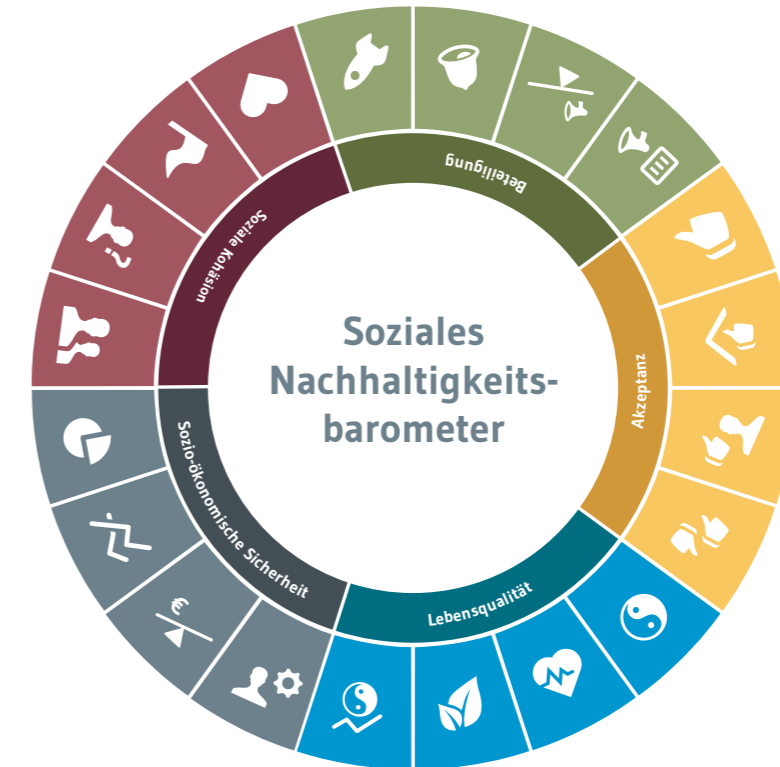 Soziales
Nachhaltigkeits-
barometer
Beteiligung
Akzeptanz
Lebensqualität
Sozio-ökonomische Sicherheit
Soziale Kohäsion
€
?